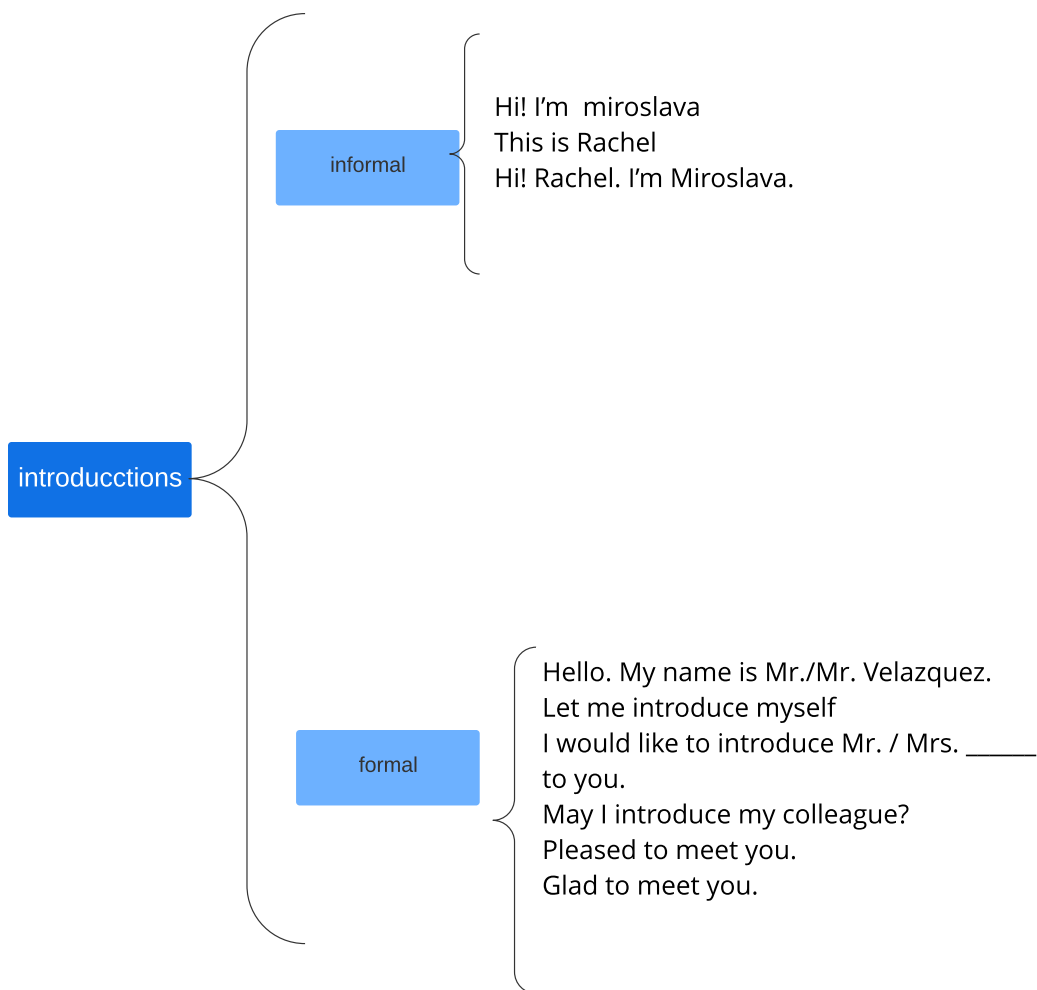 introducctions
informal
Hi! I’m  miroslava
This is Rachel
Hi! Rachel. I’m Miroslava.
formal
Hello. My name is Mr./Mr. Velazquez.
Let me introduce myself
I would like to introduce Mr. / Mrs. ______
to you.
May I introduce my colleague?
Pleased to meet you.
Glad to meet you.